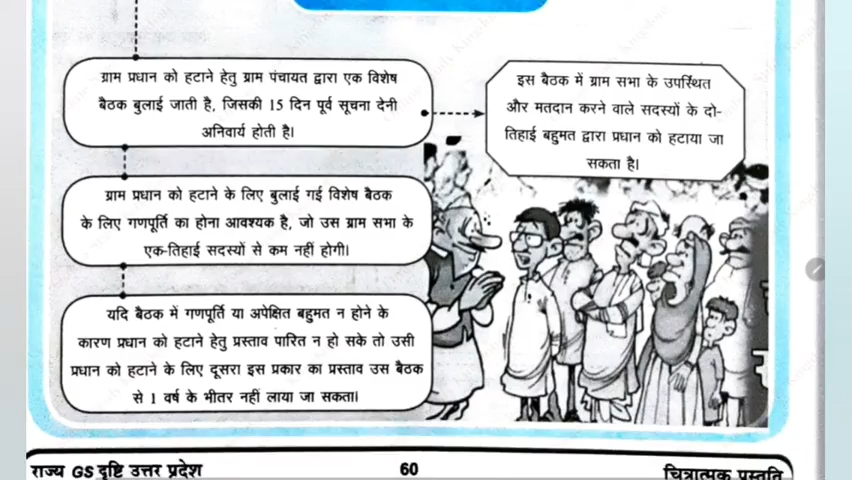 ग्राम प्रधान को हटाने हेतु ग्राम पंचायत द्वारा एक विशेष
बैठक बुलाई जाती है, जिसकी 15 दिन पूर्व सूचना देनी
अनिवार्य होती है।
इस बैठक में ग्राम सभा के उपस्थित
और मतदान करने वाले सदस्यों के दो-
तिहाई बहुमत द्वारा प्रधान को हटाया जा
सकता है।
ग्राम प्रधान को हटाने के लिए बुलाई गई विशेष बैठक
के लिए गणपूर्ति का होना आवश्यक है, जो उस ग्राम सभा के
एक-तिहाई सदस्यों से कम नहीं होगी।
यदि बैठक में गणपूर्ति या अपेक्षित बहुमत न होने के
कारण प्रधान को हटाने हेतु प्रस्ताव पारित न हो सके तो उसी
प्रधान को हटाने के लिए दूसरा इस प्रकार का प्रस्ताव उस बैठक
से 1 वर्ष के भीतर नहीं लाया जा सकता।
राज्य GS दृष्टि उत्तर प्रदेश
60
चित्रात्मक प्रस्तुति